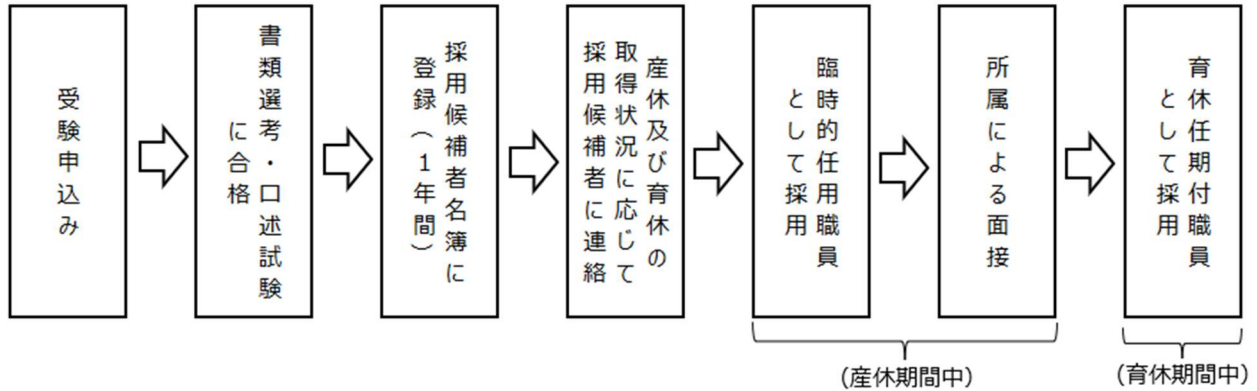 受験申込み
書類選考・口述試験
に合格
採用候補者名簿に
登録（１年間）
産休及び育休の
取得状況に応じて
採用候補者に連絡
臨時的任用職員
として採用
所属による面接
育休任期付職員
として採用
(産休期間中)
(育休期間中)